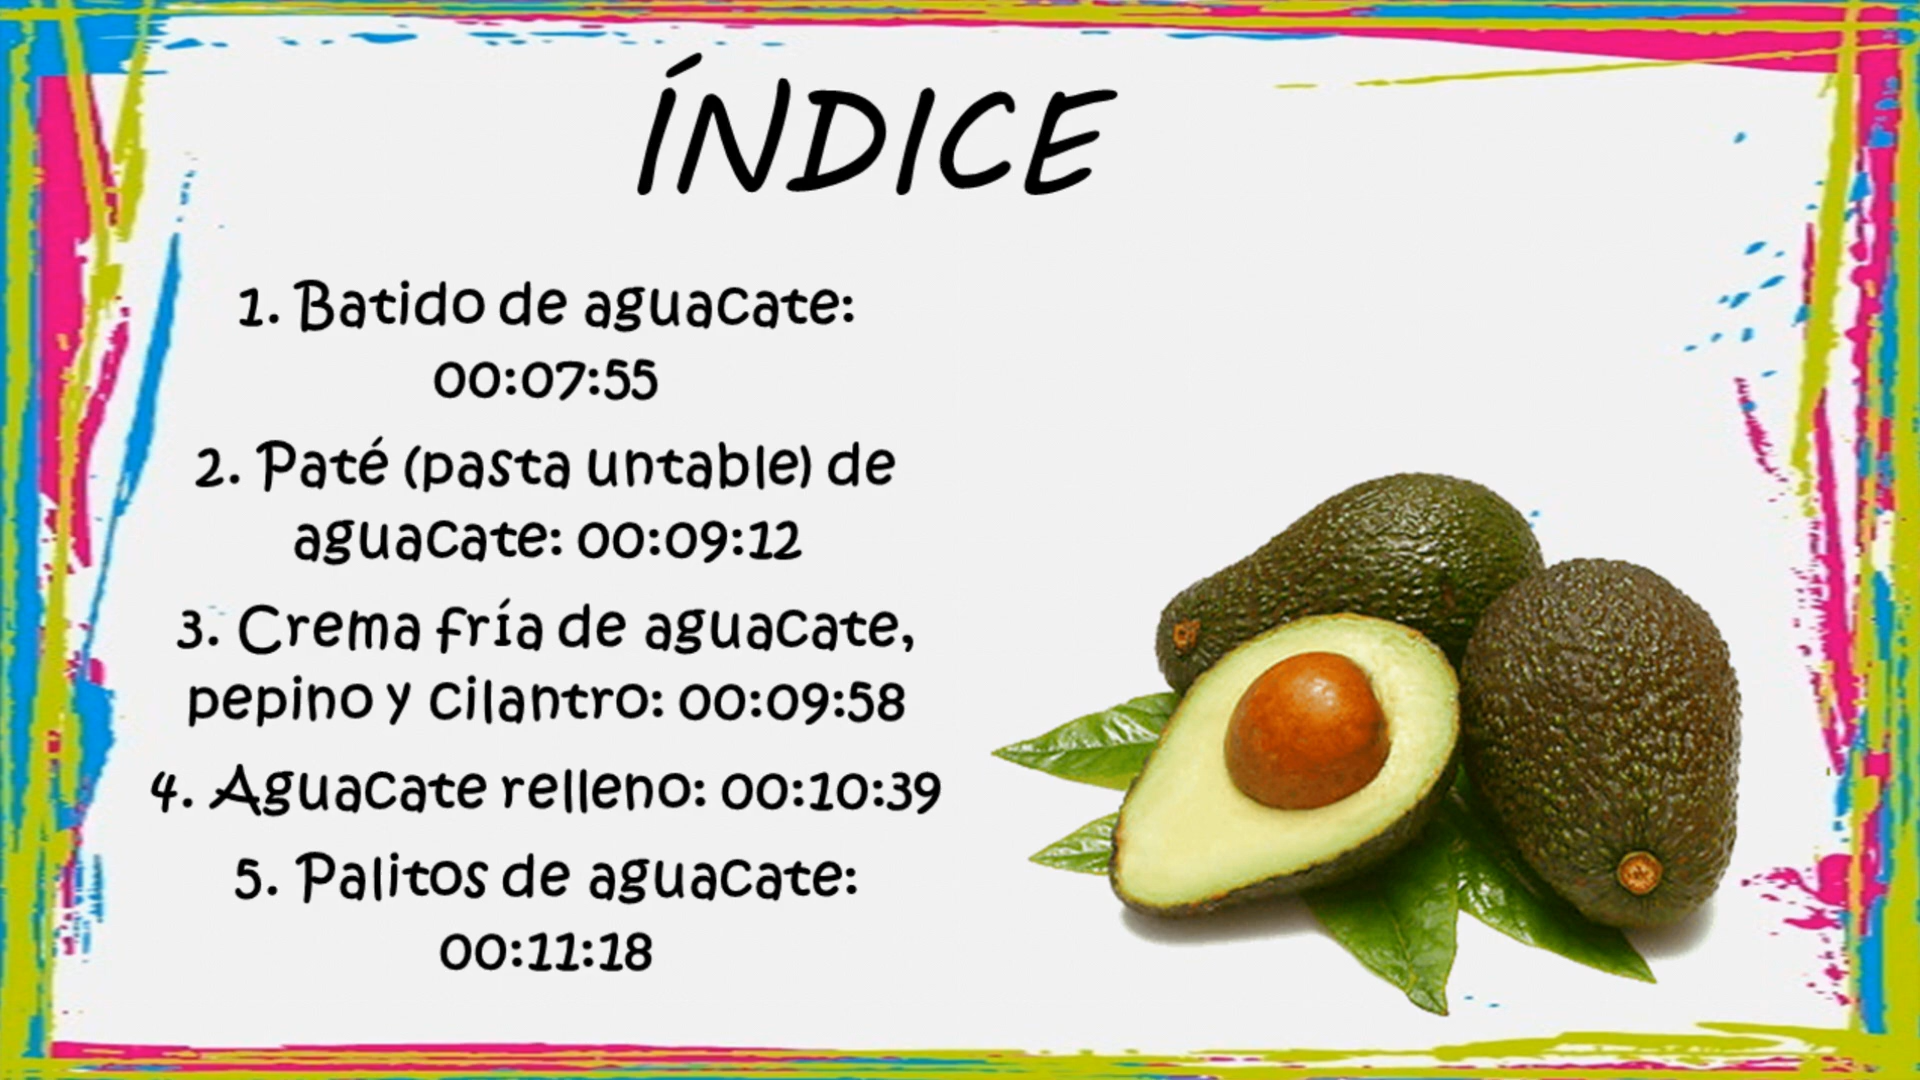 ÍNDICE
1. Batido de aguacate:
00:07:55
2. Paté (pasta untable) de
aguacate: 00:09:12
3. Crema fría de aguacate,
pepino y cilantro: 00:09:58
4. Aguacate relleno: 00:10:39
5. Palitos de aguacate:
00:11:18